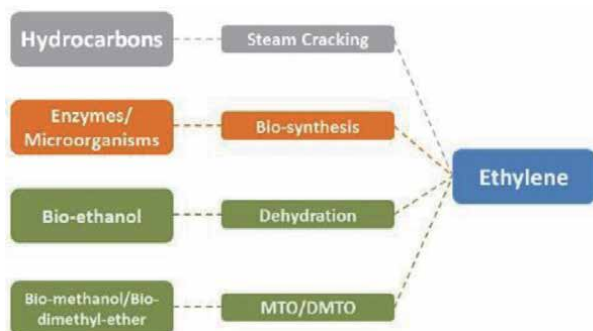 Hydrocarbons
Steam Cracking
Enzymes/
Microorganisms
Bio-synthesis
Ethylene
Bio-ethanol
Dehydration
Bio-methanol/Bio-
dimethyl-ether
MTO/DMTO